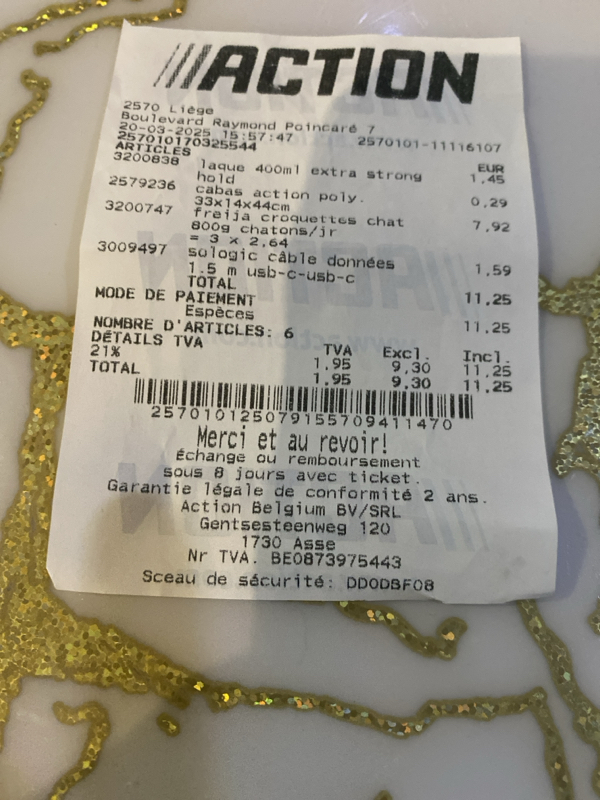 ///ACTION
2570 Liège
Boulevard Raymond Poincaré 7
20-03-2025 15:57:47 2570101-11116107
257010170325544
ARTICLES EUR
3200838 laque 400ml extra strong 1,45
hold
2579236 cabas action poly. 0,29
33x14x44cm
3200747 freija croquettes chat 7,92
800g chatons/jr
= 3 x 2,64
3009497 sologic câble données 1,59
1.5 m usb-c-usb-c
TOTAL 11,25
MODE DE PAIEMENT
Espèces 11,25
NOMBRE D'ARTICLES: 6
DÉTAILS TVA TVA Excl. Incl.
21% 1,95 9,30 11,25
TOTAL 1,95 9,30 11,25
257010125079155709411470
Merci et au revoir!
Échange ou remboursement
sous 8 jours avec ticket.
Garantie légale de conformité 2 ans.
Action Belgium BV/SRL
Gentsesteenweg 120
1730 Asse
Nr TVA. BE0873975443
Sceau de sécurité: DD0DBF08